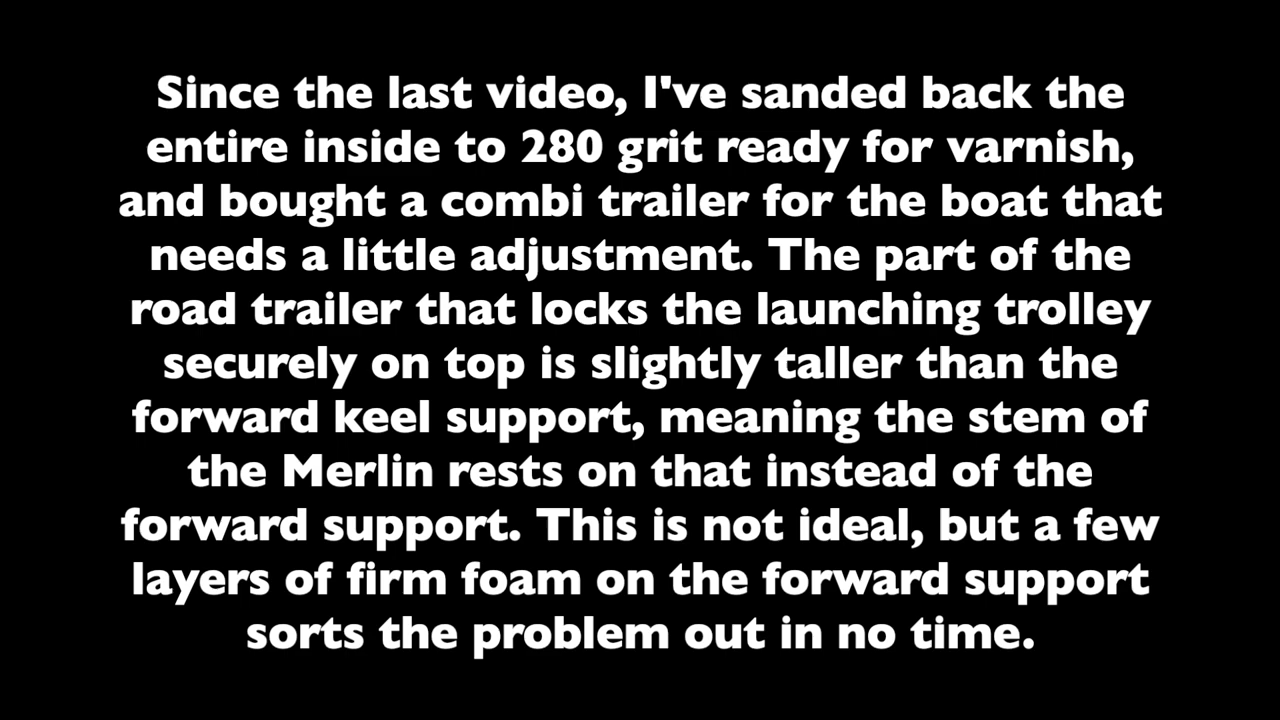 Since the last video, I've sanded back the
entire inside to 280 grit ready for varnish,
and bought a combi trailer for the boat that
needs a little adjustment. The part of the
road trailer that locks the launching trolley
securely on top is slightly taller than the
forward keel support, meaning the stem of
the Merlin rests on that instead of the
forward support. This is not ideal, but a few
layers of firm foam on the forward support
sorts the problem out in no time.